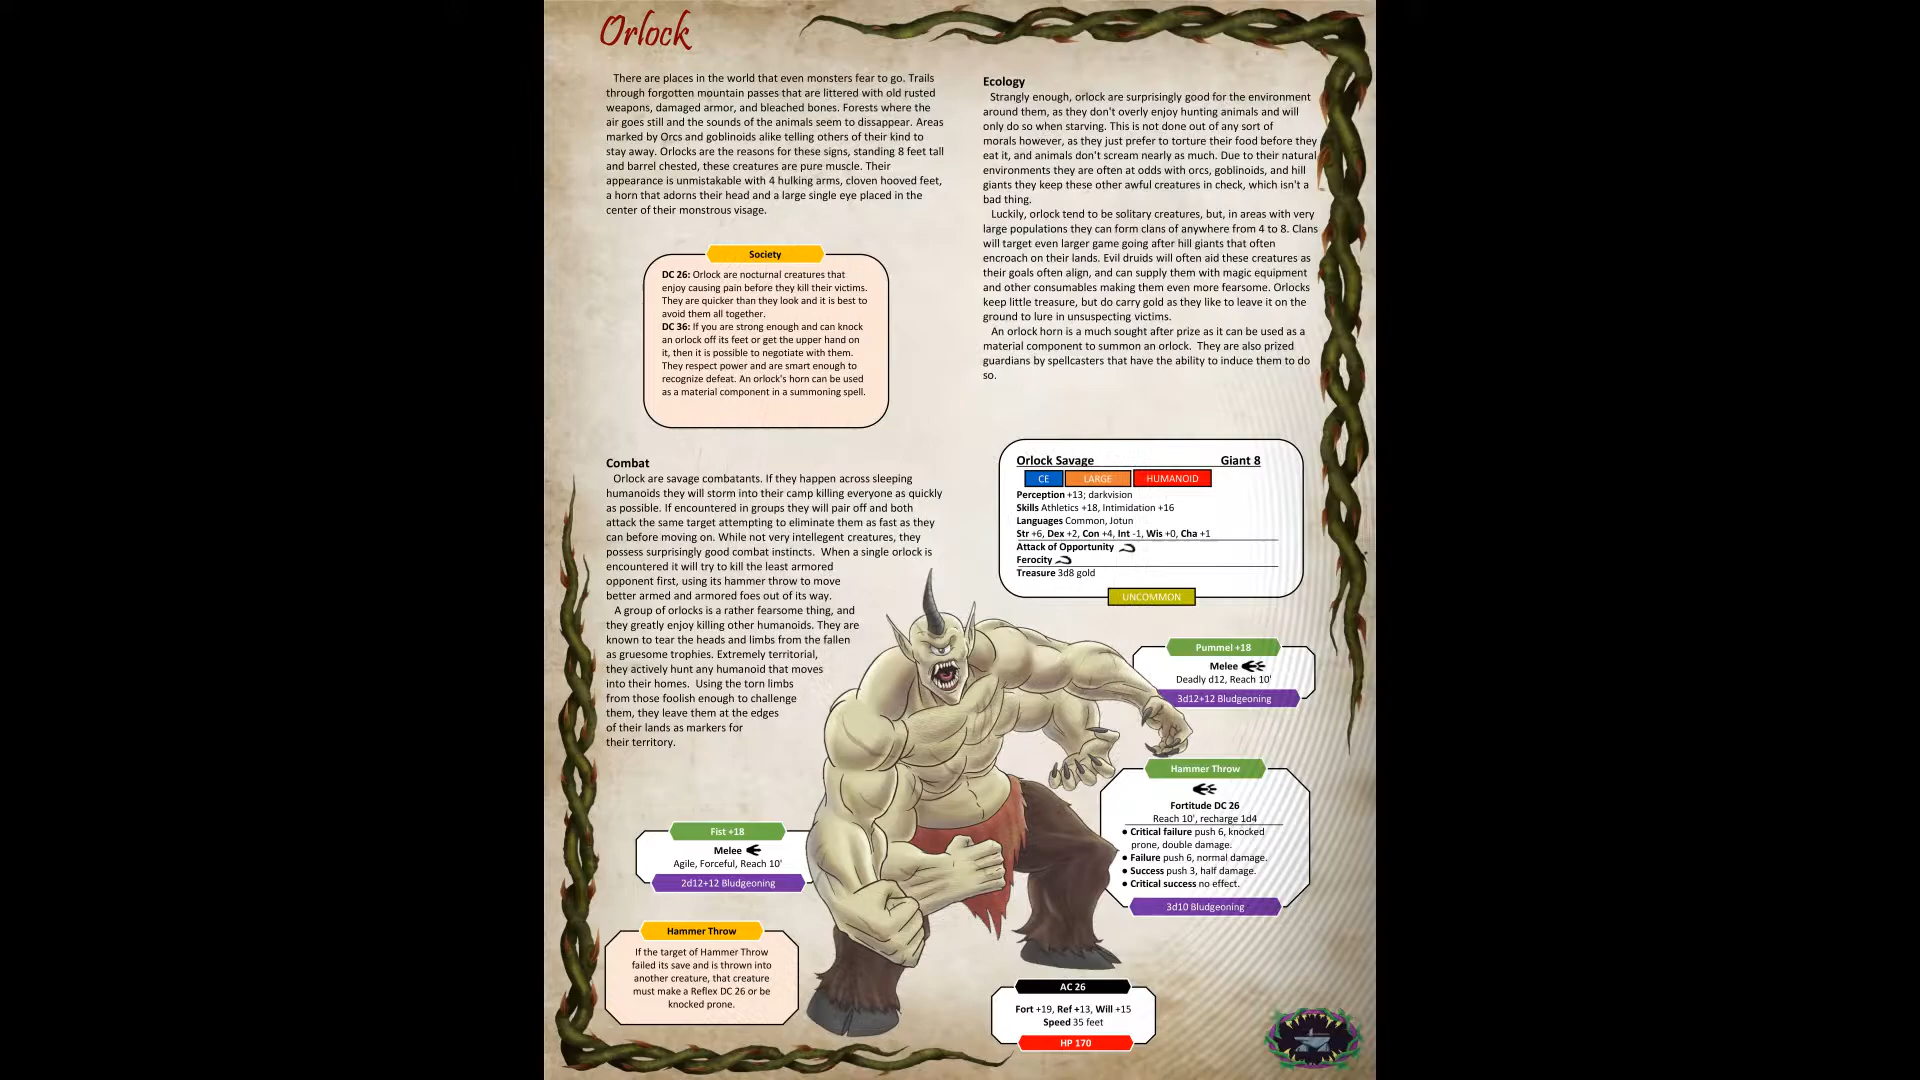 Orlock
There are places in the world that even monsters fear to go. Trails
through forgotten mountain passes that are littered with old rusted
weapons, damaged armor, and bleached bones. Forests where the
air goes still and the sounds of the animals seem to dissappear. Areas
marked by Orcs and goblinoids alike telling others of their kind to
stay away. Orlocks are the reasons for these signs, standing 8 feet tall
and barrel chested, these creatures are pure muscle. Their
appearance is unmistakable with 4 hulking arms, cloven hooved feet,
a horn that adorns their head and a large single eye placed in the
center of their monstrous visage.
Society
DC 26: Orlock are nocturnal creatures that
enjoy causing pain before they kill their victims.
They are quicker than they look and it is best to
avoid them all together.
DC 36: If you are strong enough and can knock
an orlock off its feet or get the upper hand on
it, then it is possible to negotiate with them.
They respect power and are smart enough to
recognize defeat. An orlock's horn can be used
as a material component in a summoning spell.
Combat
Orlock are savage combatants. If they happen across sleeping
humanoids they will storm into their camp killing everyone as quickly
as possible. If encountered in groups they will pair off and both
attack the same target attempting to eliminate them as fast as they
can before moving on. While not very intellegent creatures, they
possess surprisingly good combat instincts. When a single orlock is
encountered it will try to kill the least armored
opponent first, using its hammer throw to move
better armed and armored foes out of its way.
A group of orlocks is a rather fearsome thing, and
they greatly enjoy killing other humanoids. They are
known to tear the heads and limbs from the fallen
as gruesome trophies. Extremely territorial,
they actively hunt any humanoid that moves
into their homes. Using the torn limbs
from those foolish enough to challenge
them, they leave them at the edges
of their lands as markers for
their territory.
Fist +18
Melee
Agile, Forceful, Reach 10'
2d12+12 Bludgeoning
Hammer Throw
If the target of Hammer Throw
failed its save and is thrown into
another creature, that creature
must make a Reflex DC 26 or be
knocked prone.
Ecology
Strangly enough, orlock are surprisingly good for the environment
around them, as they don't overly enjoy hunting animals and will
only do so when starving. This is not done out of any sort of
morals however, as they just prefer to torture their food before they
eat it, and animals don't scream nearly as much. Due to their natural
environments they are often at odds with orcs, goblinoids, and hill
giants they keep these other awful creatures in check, which isn't a
bad thing.
Luckily, orlock tend to be solitary creatures, but, in areas with very
large populations they can form clans of anywhere from 4 to 8. Clans
will target even larger game going after hill giants that often
encroach on their lands. Evil druids will often aid these creatures as
their goals often align, and can supply them with magic equipment
and other consumables making them even more fearsome. Orlocks
keep little treasure, but do carry gold as they like to leave it on the
ground to lure in unsuspecting victims.
An orlock horn is a much sought after prize as it can be used as a
material component to summon an orlock. They are also prized
guardians by spellcasters that have the ability to induce them to do
so.
Orlock Savage Giant 8
CE LARGE HUMANOID
Perception +13; darkvision
Skills Athletics +18, Intimidation +16
Languages Common, Jotun
Str +6, Dex +2, Con +4, Int -1, Wis +0, Cha +1
Attack of Opportunity
Ferocity
Treasure 3d8 gold
UNCOMMON
Pummel +18
Melee
Deadly d12, Reach 10'
3d12+12 Bludgeoning
Hammer Throw
Fortitude DC 26
Reach 10', recharge 1d4
● Critical failure push 6, knocked
prone, double damage.
● Failure push 6, normal damage.
● Success push 3, half damage.
● Critical success no effect.
3d10 Bludgeoning
AC 26
Fort +19, Ref +13, Will +15
Speed 35 feet
HP 170